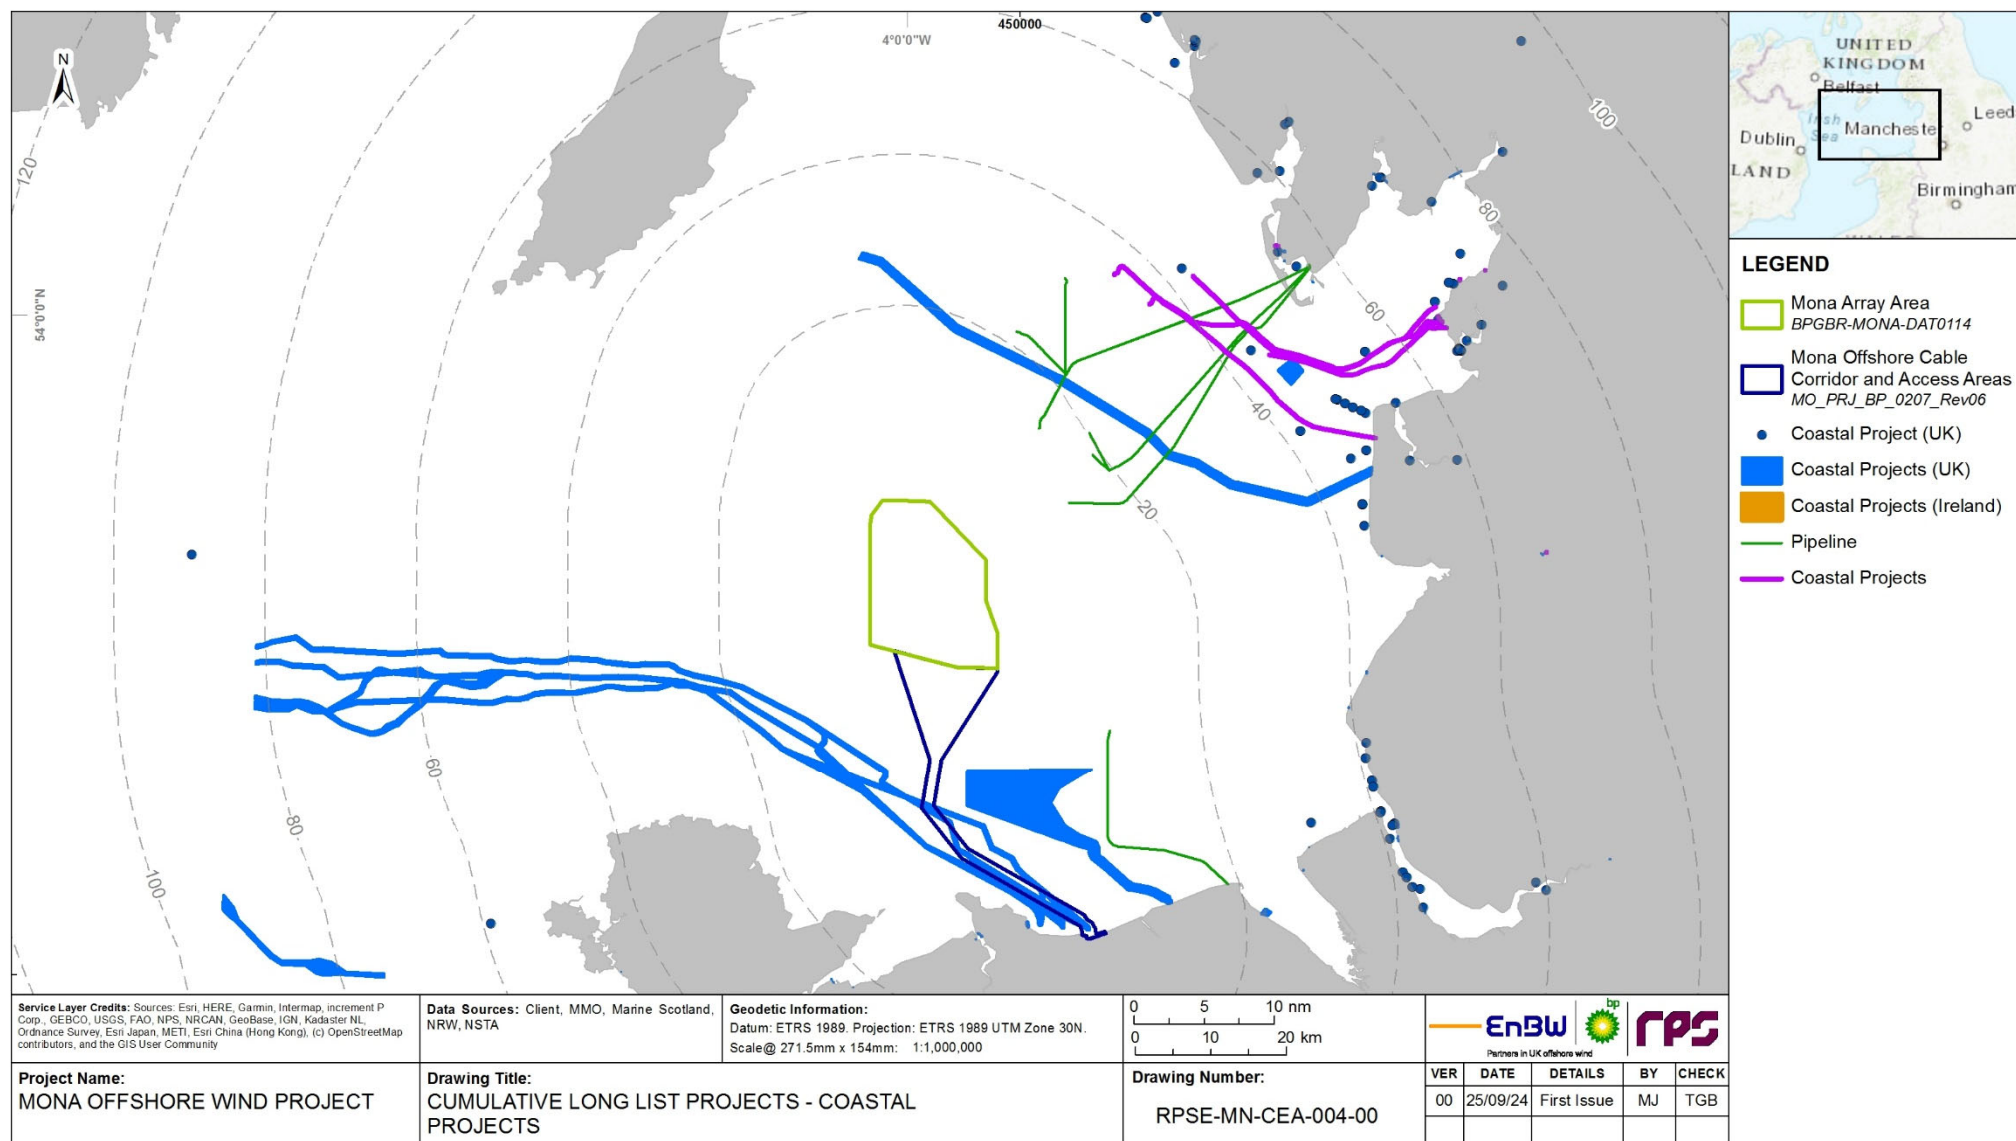 450000
4°0'0"W
N
100
120
80
54°0'0"N
60
40
20
60
80
100
UNITED
KINGDOM
Belfast
Irish
Sea
Mancheste
Leed
Dublin
LAND
Birmingham
LEGEND
Mona Array Area
BPGBR-MONA-DAT0114
Mona Offshore Cable
Corridor and Access Areas
MO_PRJ_BP_0207_Rev06
Coastal Project (UK)
Coastal Projects (UK)
Coastal Projects (Ireland)
Pipeline
Coastal Projects
Service Layer Credits: Sources: Esri, HERE, Garmin, Intermap, increment P
Corp., GEBCO, USGS, FAO, NPS, NRCAN, GeoBase, IGN, Kadaster NL,
Ordnance Survey, Esri Japan, METI, Esri China (Hong Kong), (c) OpenStreetMap
contributors, and the GIS User Community
Data Sources: Client, MMO, Marine Scotland,
NRW, NSTA
Geodetic Information:
Datum: ETRS 1989. Projection: ETRS 1989 UTM Zone 30N.
Scale@ 271.5mm x 154mm: 1:1,000,000
0 5 10 nm
0 10 20 km
EnBW
bp
rps
Partners in UK offshore wind
Project Name:
MONA OFFSHORE WIND PROJECT
Drawing Title:
CUMULATIVE LONG LIST PROJECTS - COASTAL
PROJECTS
Drawing Number:
RPSE-MN-CEA-004-00
VER DATE DETAILS BY CHECK
00 25/09/24 First Issue MJ TGB